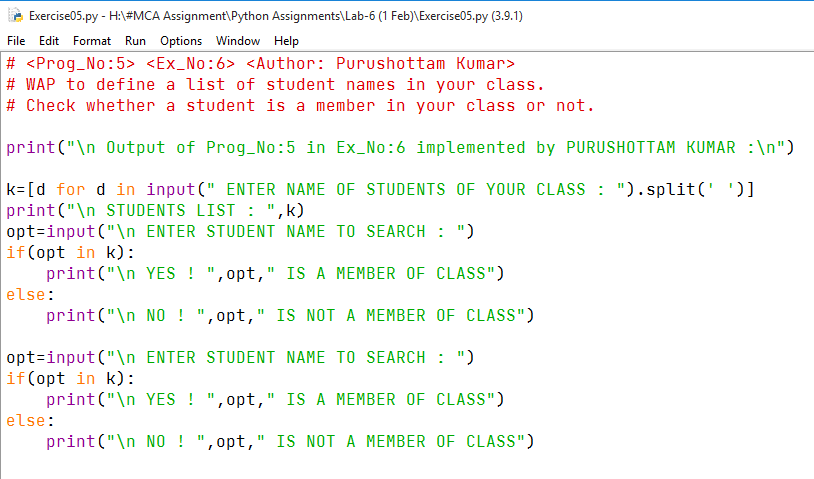 Exercise05.py - H:\#MCA Assignment\Python Assignments\Lab-6 (1 Feb)\Exercise05.py (3.9.1)
File Edit Format Run Options Window Help
# <Prog_No:5> <Ex_No:6> <Author: Purushottam Kumar>
# WAP to define a list of student names in your class.
# Check whether a student is a member in your class or not.
print("\n Output of Prog_No:5 in Ex_No:6 implemented by PURUSHOTTAM KUMAR :\n")
k=[d for d in input(" ENTER NAME OF STUDENTS OF YOUR CLASS : ").split(' ')]
print("\n STUDENTS LIST : ",k)
opt=input("\n ENTER STUDENT NAME TO SEARCH : ")
if(opt in k):
    print("\n YES ! ",opt," IS A MEMBER OF CLASS")
else:
    print("\n NO ! ",opt," IS NOT A MEMBER OF CLASS")
opt=input("\n ENTER STUDENT NAME TO SEARCH : ")
if(opt in k):
    print("\n YES ! ",opt," IS A MEMBER OF CLASS")
else:
    print("\n NO ! ",opt," IS NOT A MEMBER OF CLASS")